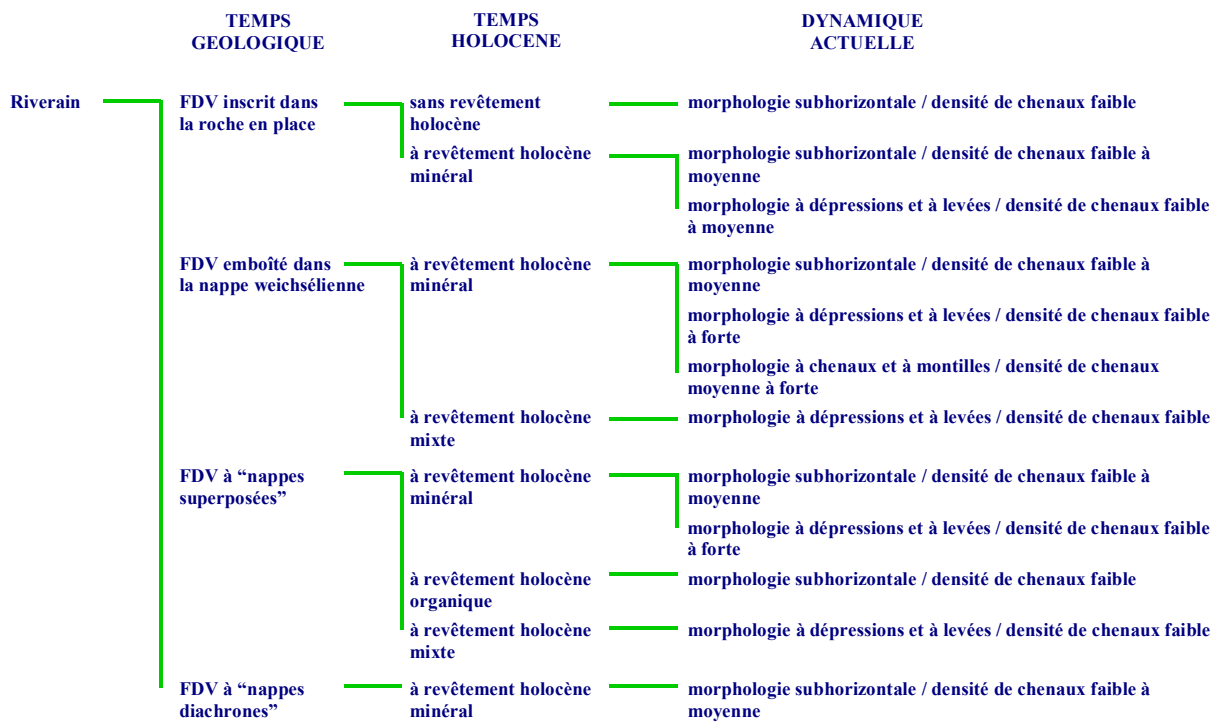 TEMPS
GEOLOGIQUE
TEMPS
HOLOCENE
DYNAMIQUE
ACTUELLE
Riverain
FDV inscrit dans
la roche en place
sans revêtement
holocène
morphologie subhorizontale / densité de chenaux faible
à revêtement holocène
minéral
morphologie subhorizontale / densité de chenaux faible à
moyenne
morphologie à dépressions et à levées / densité de chenaux faible
à moyenne
FDV emboîté dans
la nappe weichsélienne
à revêtement holocène
minéral
morphologie subhorizontale / densité de chenaux faible à
moyenne
morphologie à dépressions et à levées / densité de chenaux faible
à forte
morphologie à chenaux et à montilles / densité de chenaux
moyenne à forte
à revêtement holocène
mixte
morphologie à dépressions et à levées / densité de chenaux faible
FDV à “nappes
superposées”
à revêtement holocène
minéral
morphologie subhorizontale / densité de chenaux faible à
moyenne
morphologie à dépressions et à levées / densité de chenaux faible
à forte
à revêtement holocène
organique
morphologie subhorizontale / densité de chenaux faible
à revêtement holocène
mixte
morphologie à dépressions et à levées / densité de chenaux faible
FDV à “nappes
diachrones”
à revêtement holocène
minéral
morphologie subhorizontale / densité de chenaux faible à
moyenne